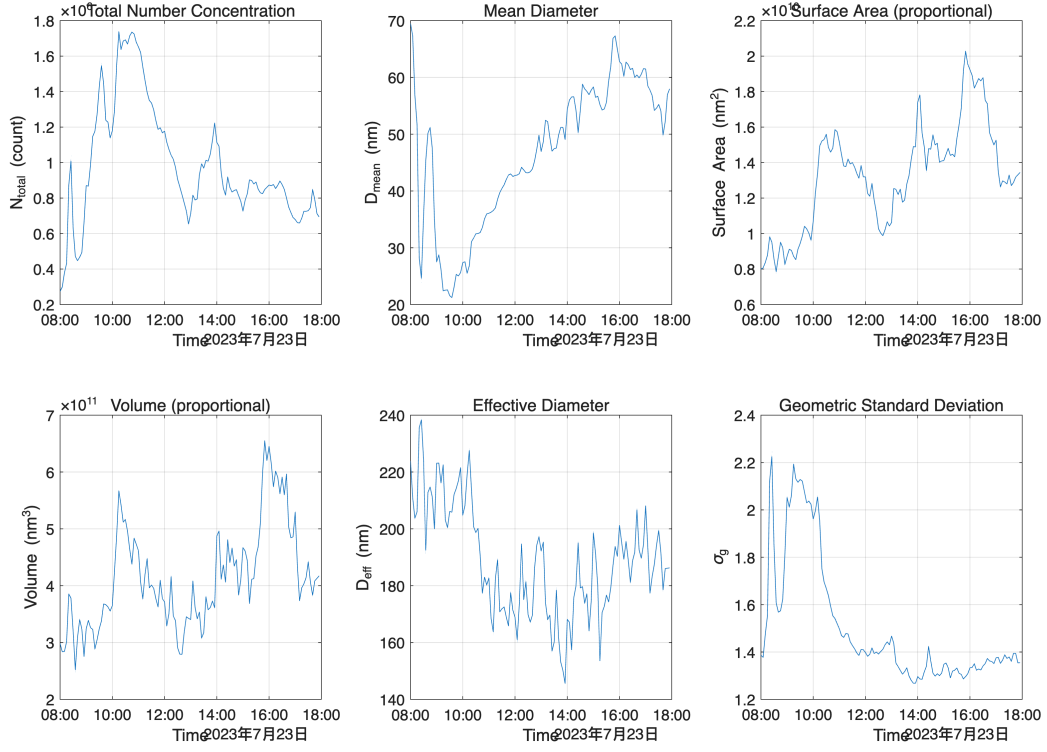 ×10⁶ Total Number Concentration
Mean Diameter
×10¹⁰ Surface Area (proportional)
1.8
1.6
1.4
1.2
1
0.8
0.6
0.4
0.2
N_total (count)
08:00 10:00 12:00 14:00 16:00 18:00
Time 2023年7月23日
70
60
50
40
30
20
D_mean (nm)
08:00 10:00 12:00 14:00 16:00 18:00
Time 2023年7月23日
2.2
2
1.8
1.6
1.4
1.2
1
0.8
0.6
Surface Area (nm²)
08:00 10:00 12:00 14:00 16:00 18:00
Time 2023年7月23日
×10¹¹ Volume (proportional)
Effective Diameter
Geometric Standard Deviation
7
6
5
4
3
2
Volume (nm³)
08:00 10:00 12:00 14:00 16:00 18:00
Time 2023年7月23日
240
220
200
180
160
140
D_eff (nm)
08:00 10:00 12:00 14:00 16:00 18:00
Time 2023年7月23日
2.4
2.2
2
1.8
1.6
1.4
1.2
σ_g
08:00 10:00 12:00 14:00 16:00 18:00
Time 2023年7月23日